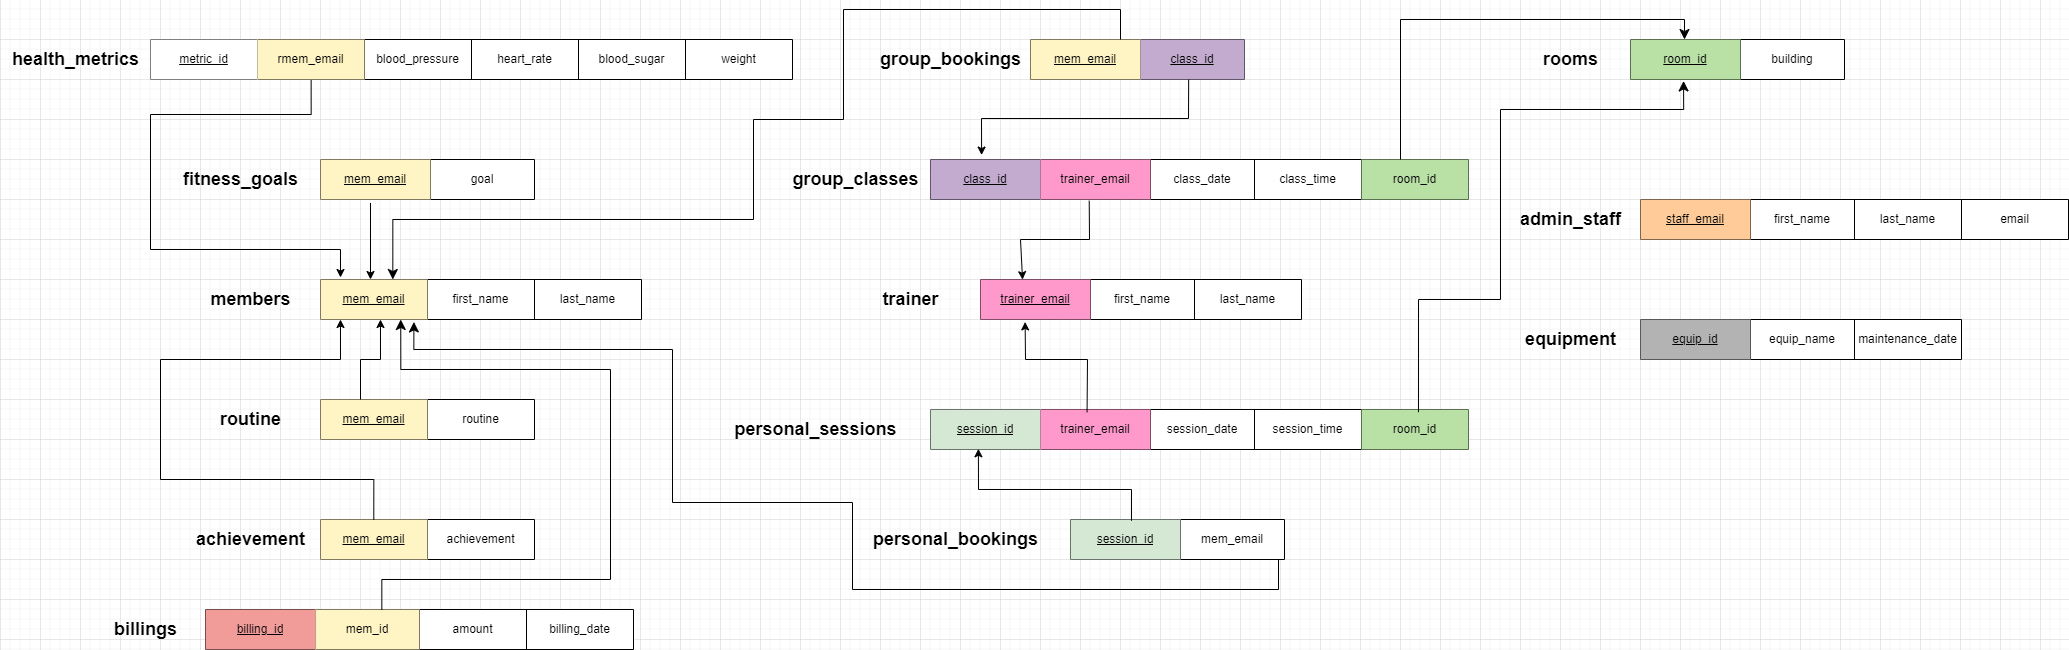 health_metrics metric_id rmem_email blood_pressure heart_rate blood_sugar weight
group_bookings mem_email class_id
rooms room_id building
fitness_goals mem_email goal
group_classes class_id trainer_email class_date class_time room_id
admin_staff staff_email first_name last_name email
members mem_email first_name last_name
trainer trainer_email first_name last_name
equipment equip_id equip_name maintenance_date
routine mem_email routine
personal_sessions session_id trainer_email session_date session_time room_id
achievement mem_email achievement
personal_bookings session_id mem_email
billings billing_id mem_id amount billing_date